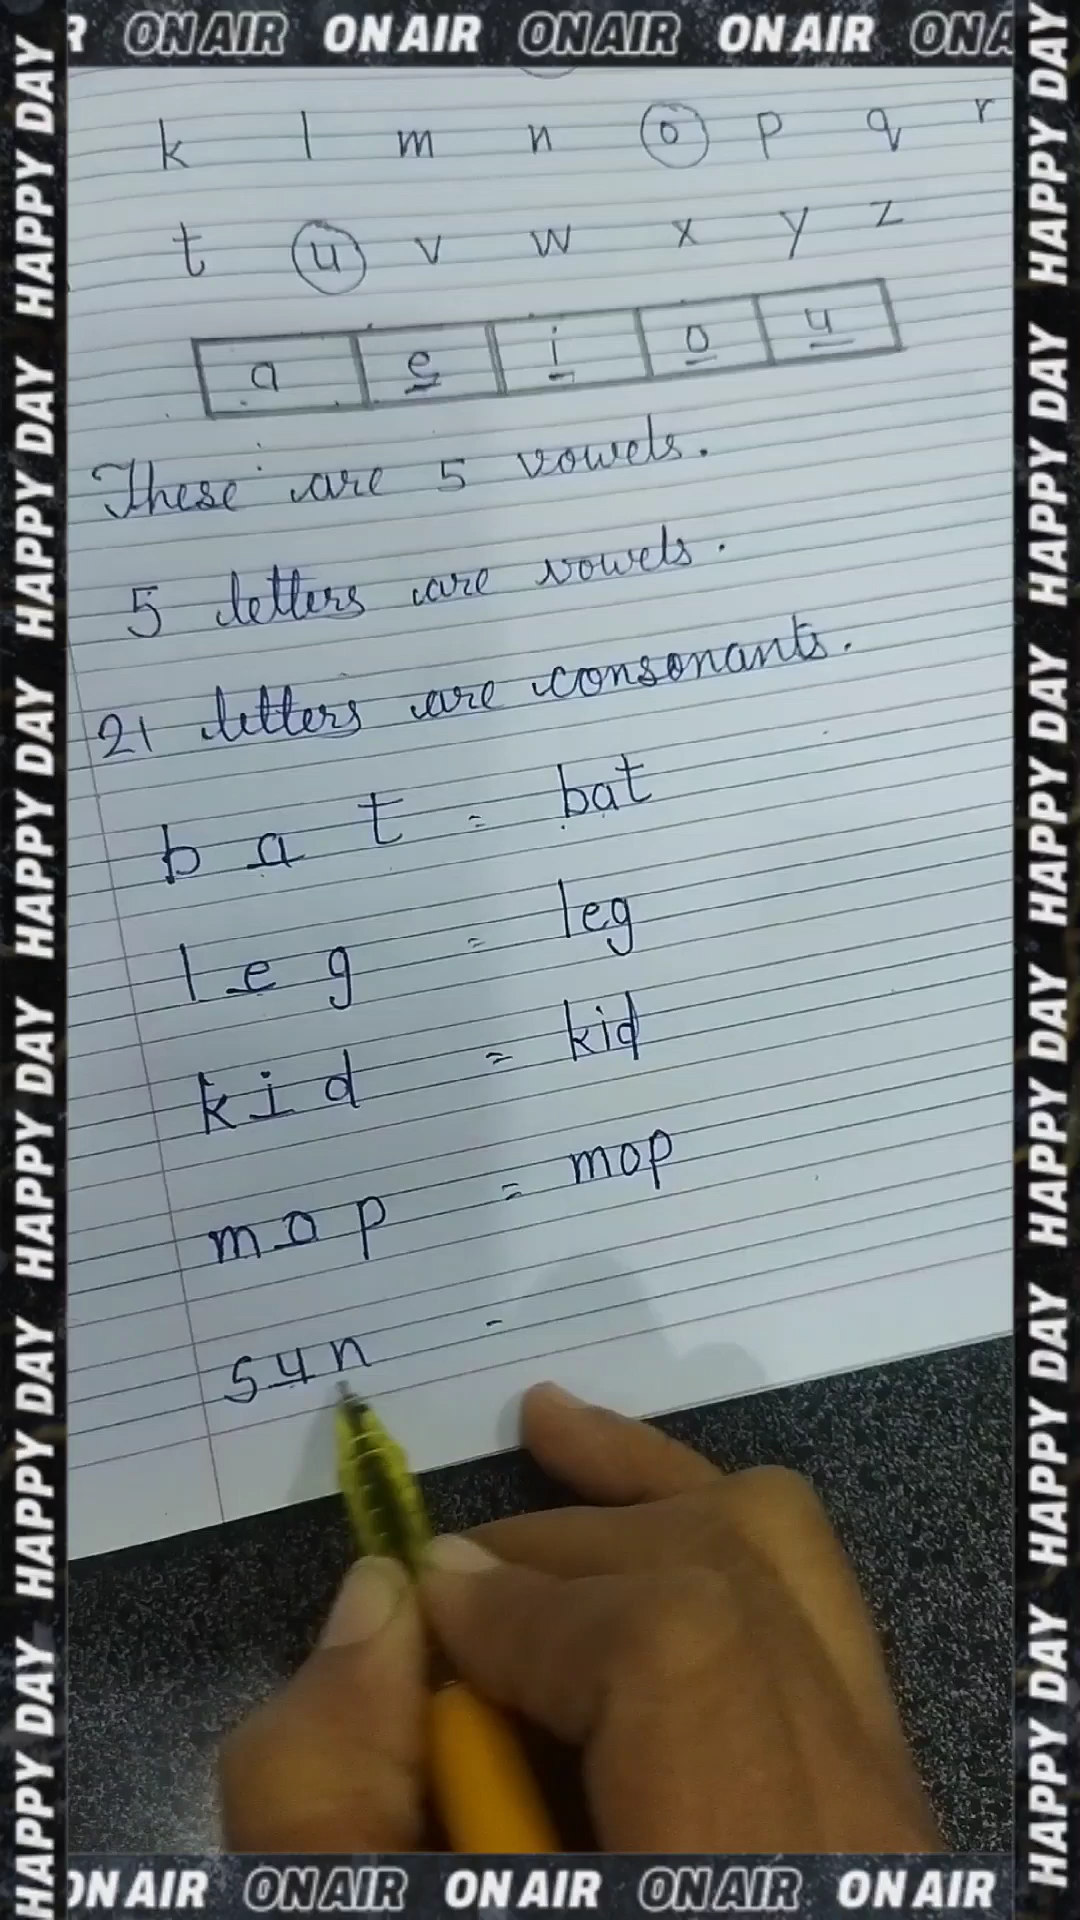 R ON AIR ON AIR ON AIR ON AIR ON A
k l m n o p q r
t u v w x y z
a e i o u
These are 5 vowels.
5 letters are vowels.
21 letters are consonants.
b a t = bat
l e g = leg
k i d = kid
m o p = mop
s u n -
ON AIR ON AIR ON AIR ON AIR ON AIR
HAPPY DAY HAPPY DAY HAPPY DAY HAPPY DAY HAPPY DAY HAPPY DAY
HAPPY DAY HAPPY DAY HAPPY DAY HAPPY DAY HAPPY DAY HAPPY DAY